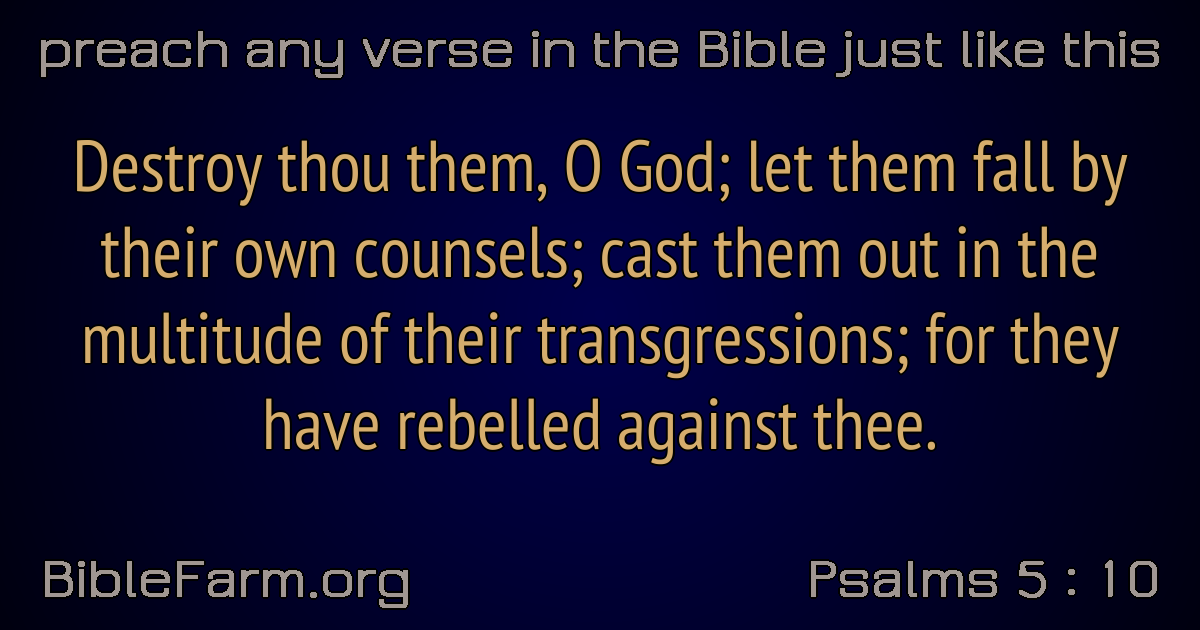 preach any verse in the Bible just like this
Destroy thou them, O God; let them fall by
their own counsels; cast them out in the
multitude of their transgressions; for they
have rebelled against thee.
BibleFarm.org
Psalms 5 : 10